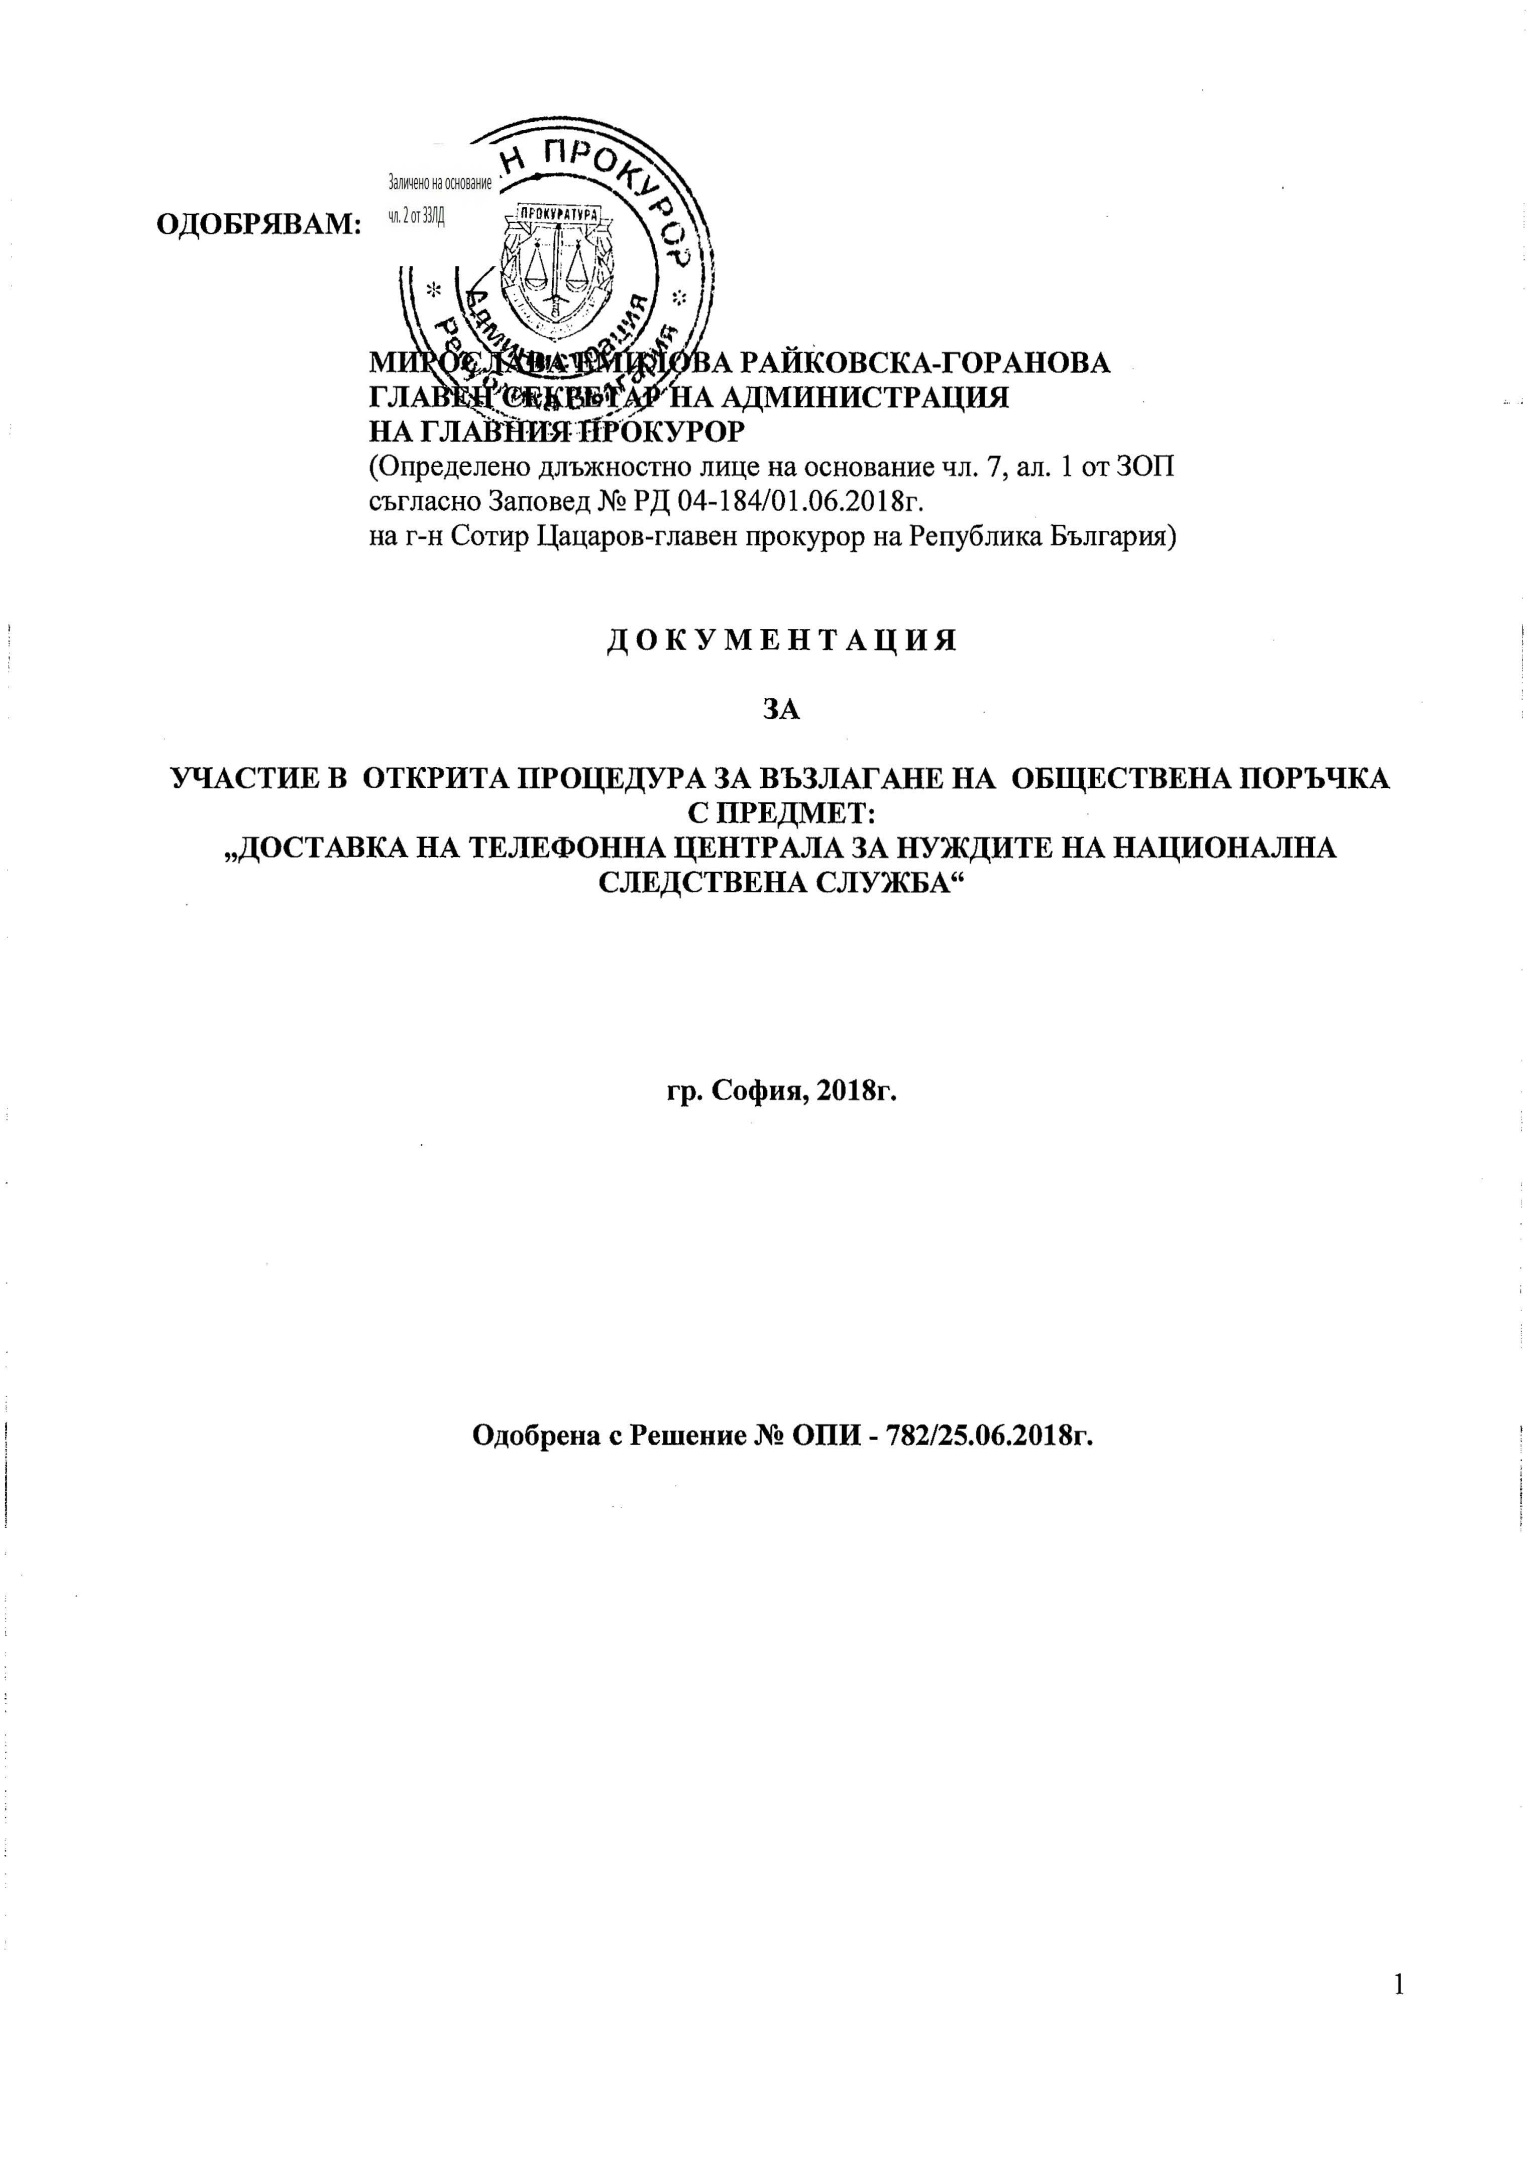 Заличено на основание
чл. 2 от ЗЗЛД
ОДОБРЯВАМ:
Н ПРОКУРОР
ПРОКУРАТУРА
Администрация
* Република България *
МИРОСЛАВА ЕМИЛОВА РАЙКОВСКА-ГОРАНОВА
ГЛАВЕН СЕКРЕТАР НА АДМИНИСТРАЦИЯ
НА ГЛАВНИЯ ПРОКУРОР
(Определено длъжностно лице на основание чл. 7, ал. 1 от ЗОП
съгласно Заповед № РД 04-184/01.06.2018г.
на г-н Сотир Цацаров-главен прокурор на Република България)
Д О К У М Е Н Т А Ц И Я
ЗА
УЧАСТИЕ В ОТКРИТА ПРОЦЕДУРА ЗА ВЪЗЛАГАНЕ НА ОБЩЕСТВЕНА ПОРЪЧКА
С ПРЕДМЕТ:
„ДОСТАВКА НА ТЕЛЕФОННА ЦЕНТРАЛА ЗА НУЖДИТЕ НА НАЦИОНАЛНА
СЛЕДСТВЕНА СЛУЖБА“
гр. София, 2018г.
Одобрена с Решение № ОПИ - 782/25.06.2018г.
1